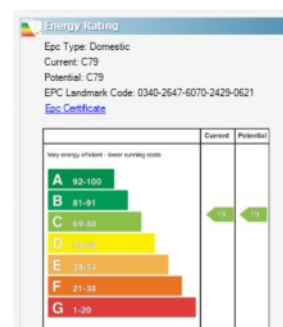 Energy Rating
Epc Type: Domestic
Current: C79
Potential: C79
EPC Landmark Code: 0340-2647-6070-2429-0621
Epc Certificate
Current Potential
Very energy efficient - lower running costs
A 92-100
B 81-91
C 69-80
79 79
D
E 39-54
F 21-38
G 1-20